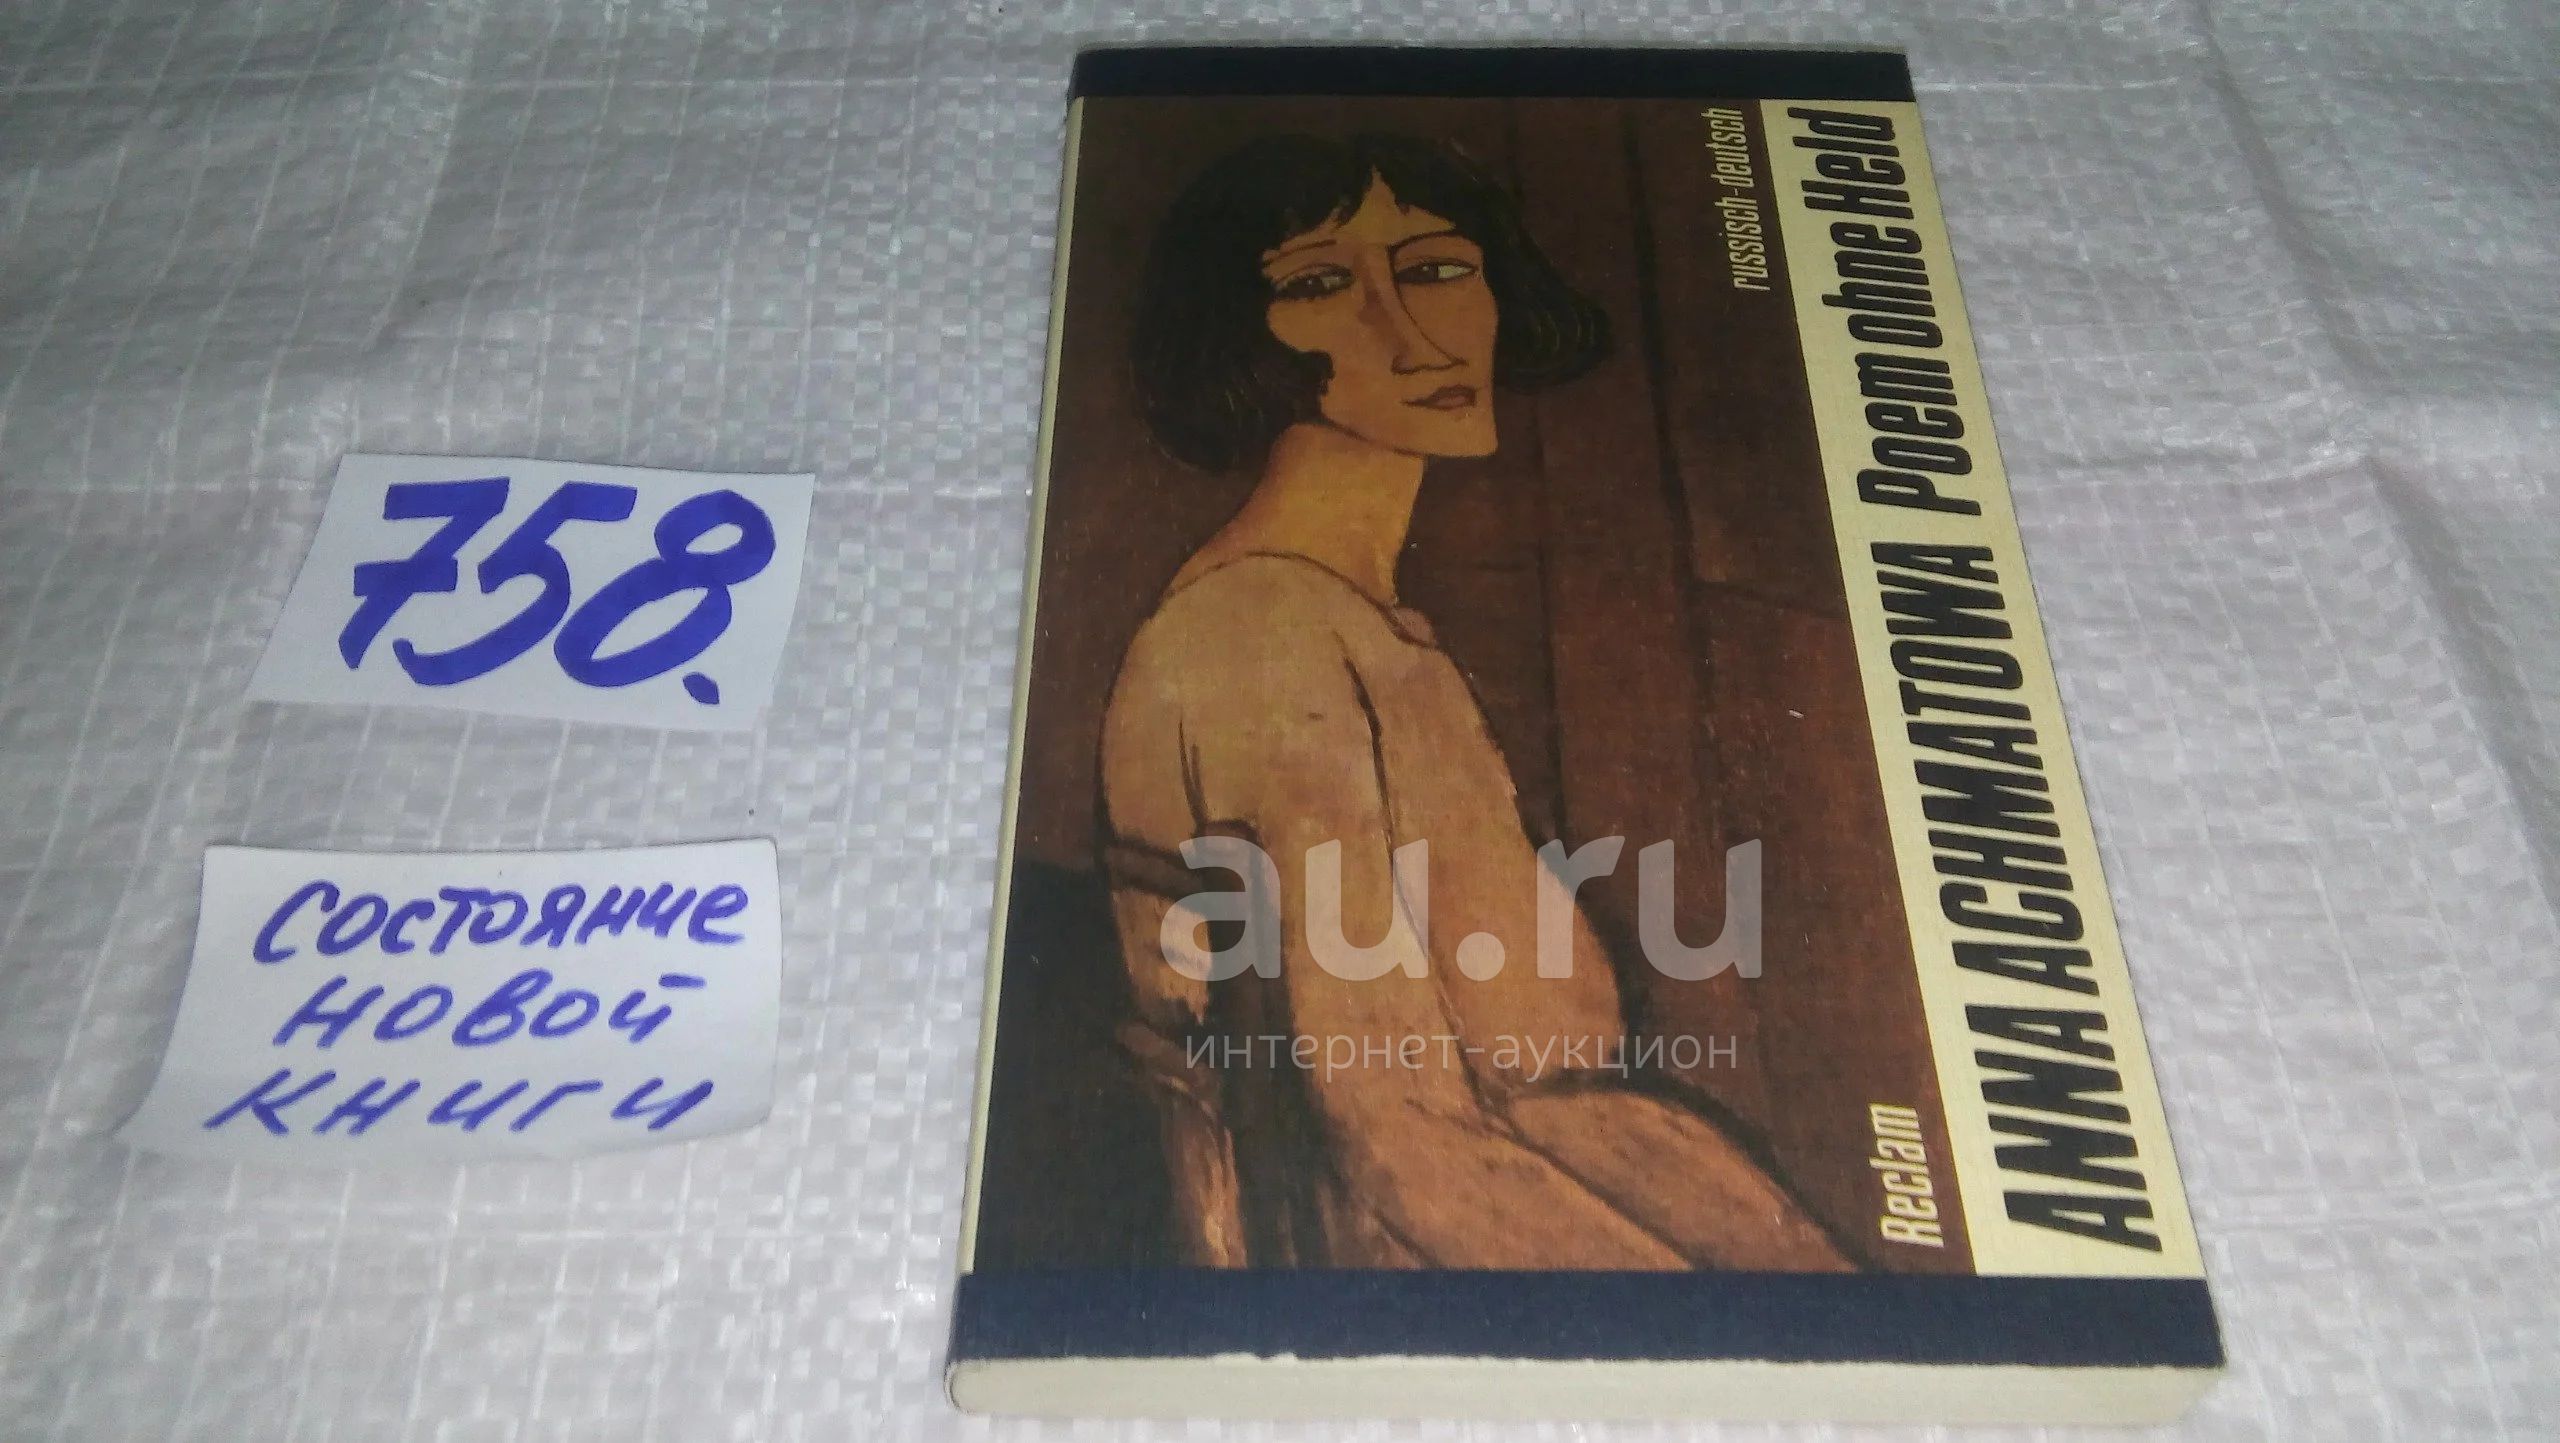 758.
состояние
новой
книги
russisch-deutsch
ANNA ACHMATOWA Poem ohne Held
Reclam
au.ru
интернет-аукцион